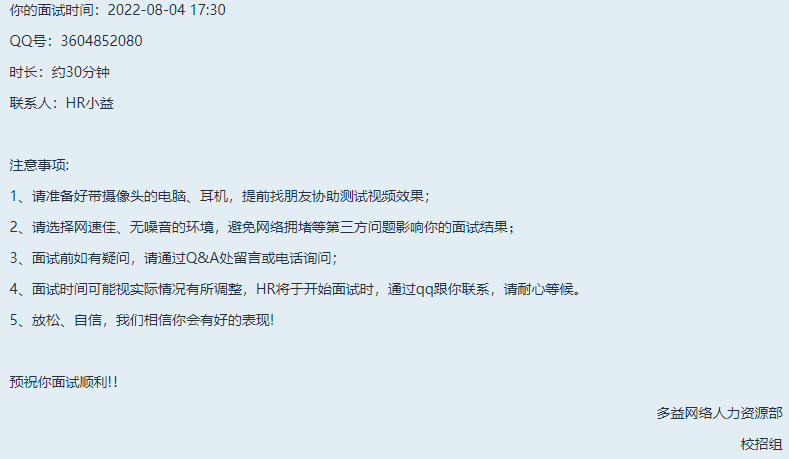 你的面试时间：2022-08-04 17:30
QQ号：3604852080
时长：约30分钟
联系人：HR小益
注意事项:
1、请准备好带摄像头的电脑、耳机，提前找朋友协助测试视频效果；
2、请选择网速佳、无噪音的环境，避免网络拥堵等第三方问题影响你的面试结果；
3、面试前如有疑问，请通过Q&A处留言或电话询问；
4、面试时间可能视实际情况有所调整，HR将于开始面试时，通过qq跟你联系，请耐心等候。
5、放松、自信，我们相信你会有好的表现!
预祝你面试顺利!!
多益网络人力资源部
校招组